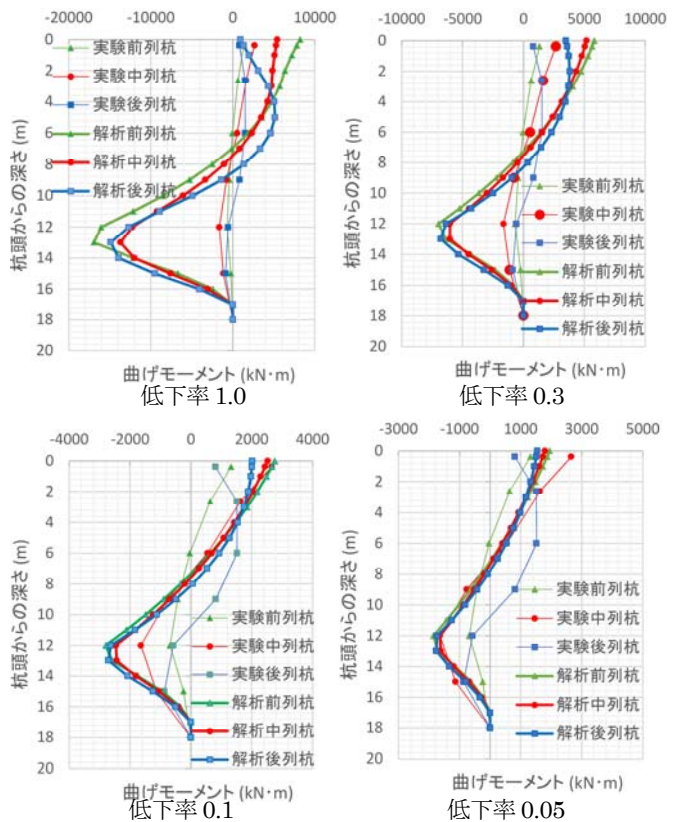 -20000 -10000 0 10000
0
2
4
6
8
10
12
14
16
18
20
杭頭からの深さ (m)
実験前列杭
実験中列杭
実験後列杭
解析前列杭
解析中列杭
解析後列杭
曲げモーメント (kN・m)
低下率 1.0
-10000 -5000 0 5000 10000
0
2
4
6
8
10
12
14
16
18
20
杭頭からの深さ (m)
実験前列杭
実験中列杭
実験後列杭
解析前列杭
解析中列杭
解析後列杭
曲げモーメント (kN・m)
低下率 0.3
-4000 -2000 0 2000 4000
0
2
4
6
8
10
12
14
16
18
20
杭頭からの深さ (m)
実験前列杭
実験中列杭
実験後列杭
解析前列杭
解析中列杭
解析後列杭
曲げモーメント (kN・m)
低下率 0.1
-3000 -1000 1000 3000 5000
0
2
4
6
8
10
12
14
16
18
20
杭頭からの深さ (m)
実験前列杭
実験中列杭
実験後列杭
解析前列杭
解析中列杭
解析後列杭
曲げモーメント (kN・m)
低下率 0.05